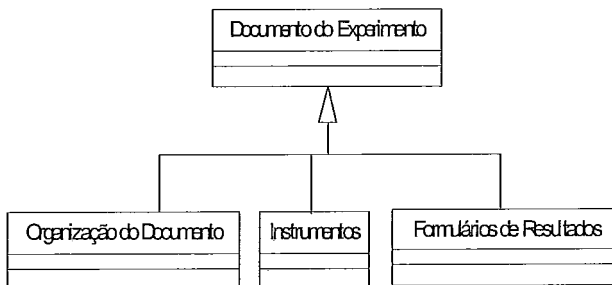 Documento do Experimento
Organização do Documento
Instrumentos
Formulários de Resultados